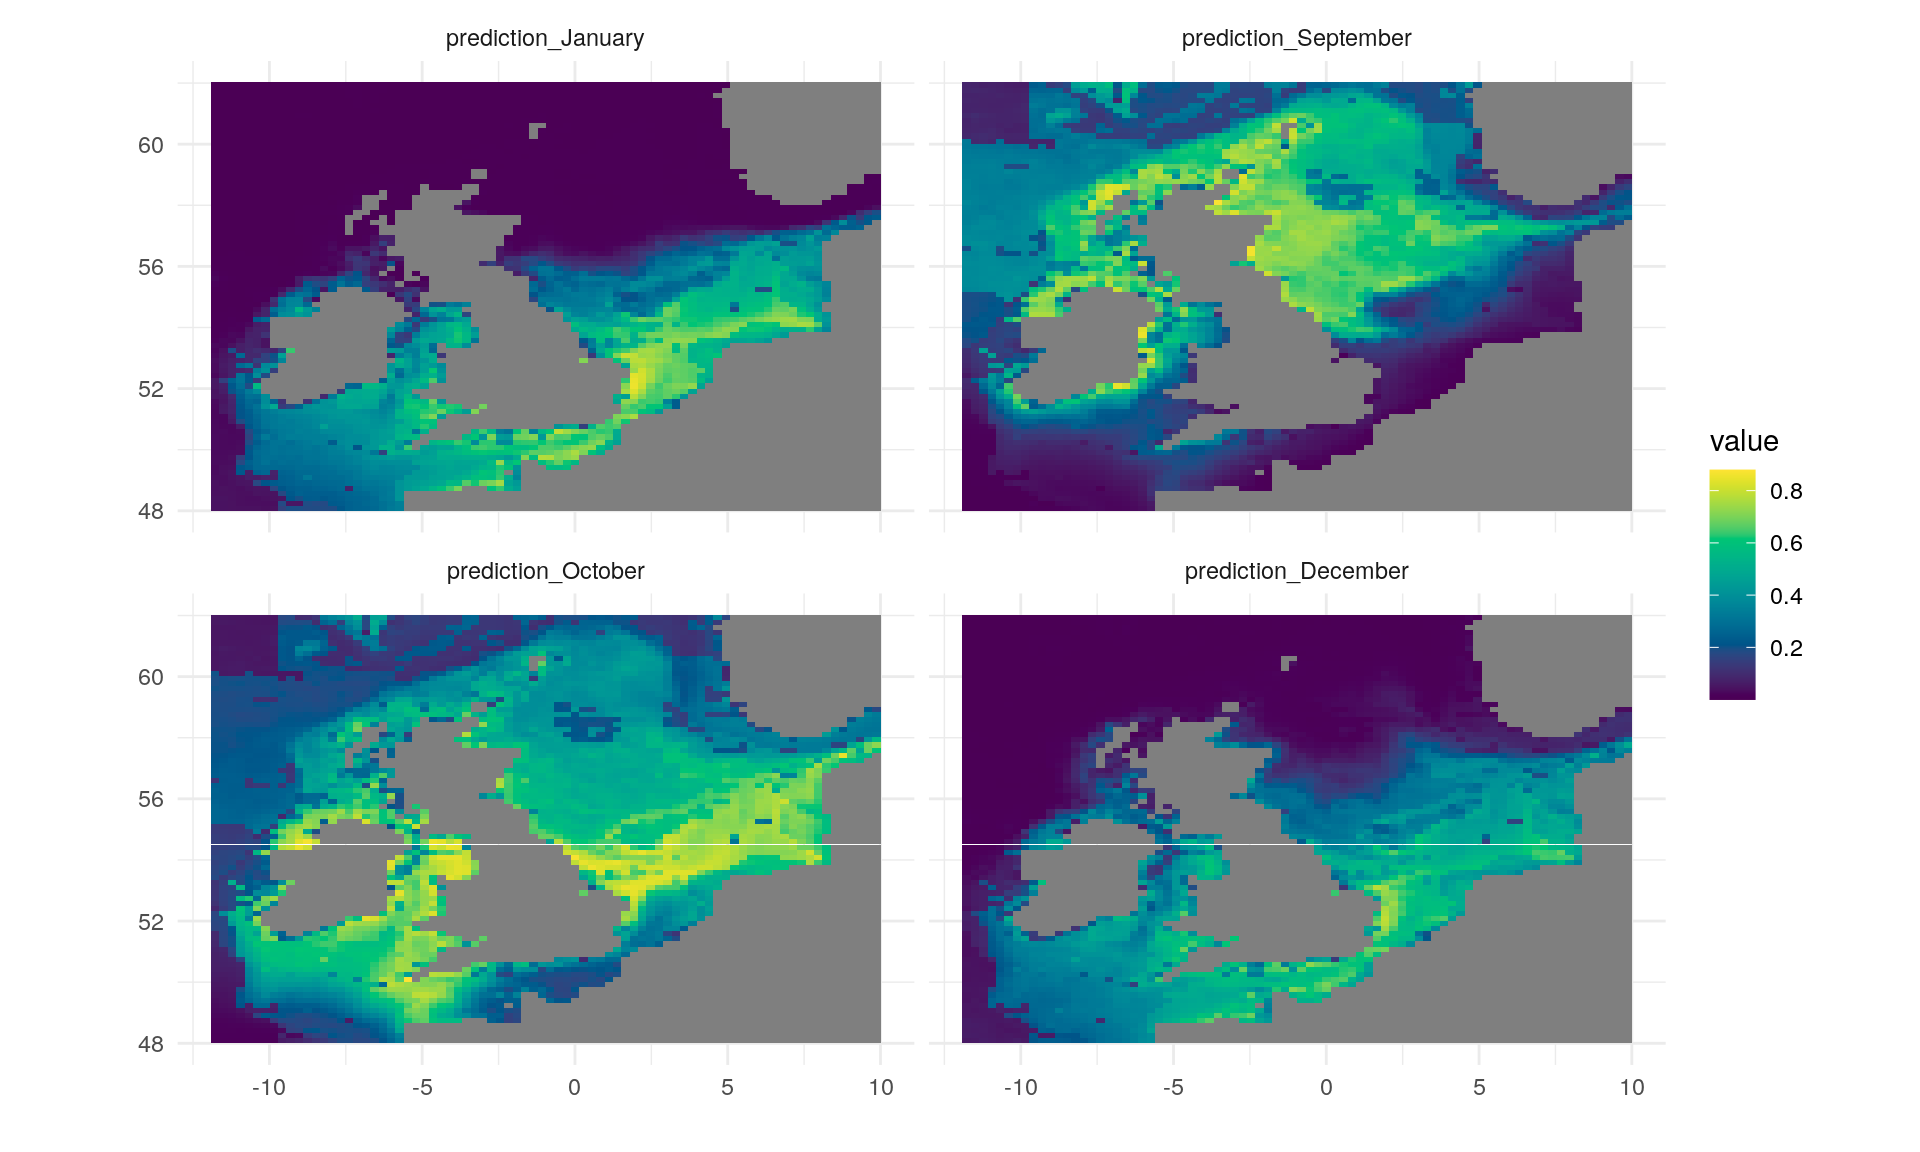 prediction_January
prediction_September
60
56
52
48
prediction_October
prediction_December
60
56
52
48
-10 -5 0 5 10
-10 -5 0 5 10
value
0.8
0.6
0.4
0.2